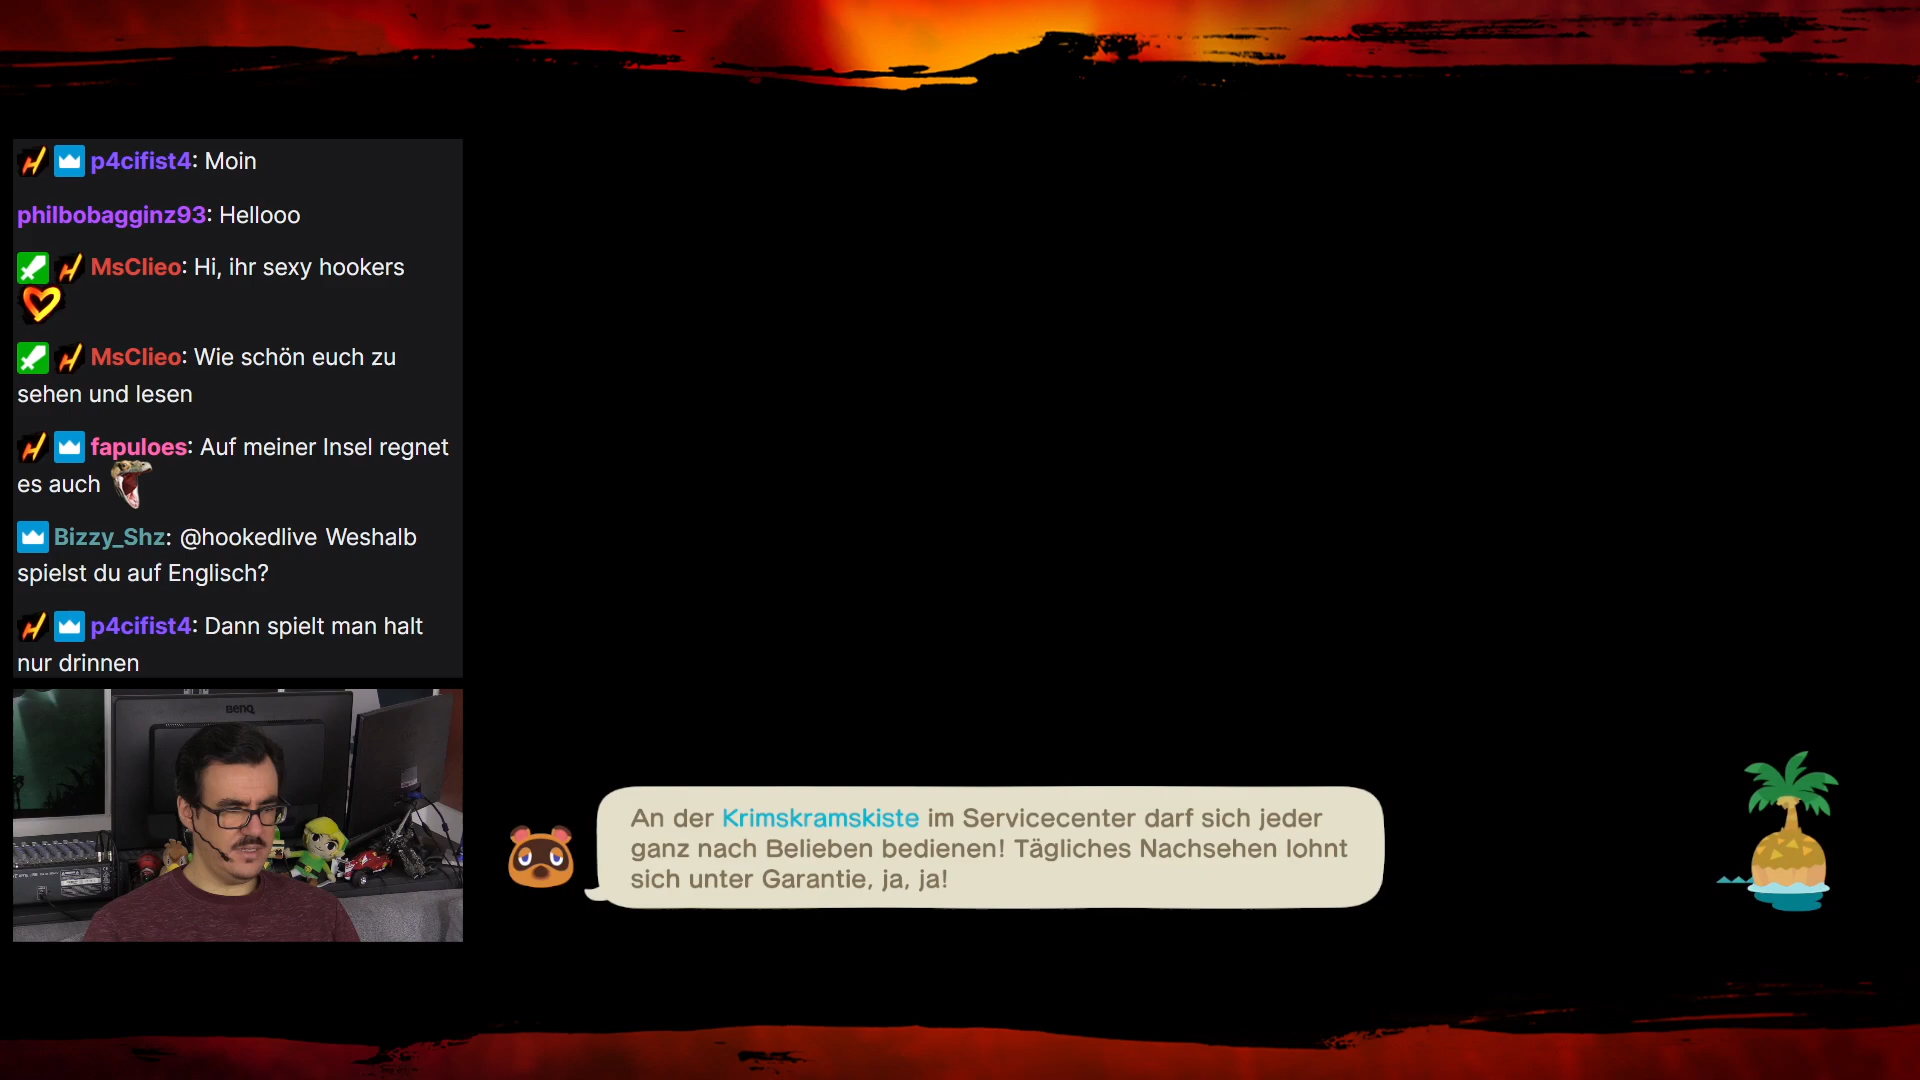 p4cifist4: Moin
philbobagginz93: Hellooo
MsClieo: Hi, ihr sexy hookers
MsClieo: Wie schön euch zu
sehen und lesen
fapuloes: Auf meiner Insel regnet
es auch
Bizzy_Shz: @hookedlive Weshalb
spielst du auf Englisch?
p4cifist4: Dann spielt man halt
nur drinnen
BenQ
An der Krimskramskiste im Servicecenter darf sich jeder
ganz nach Belieben bedienen! Tägliches Nachsehen lohnt
sich unter Garantie, ja, ja!